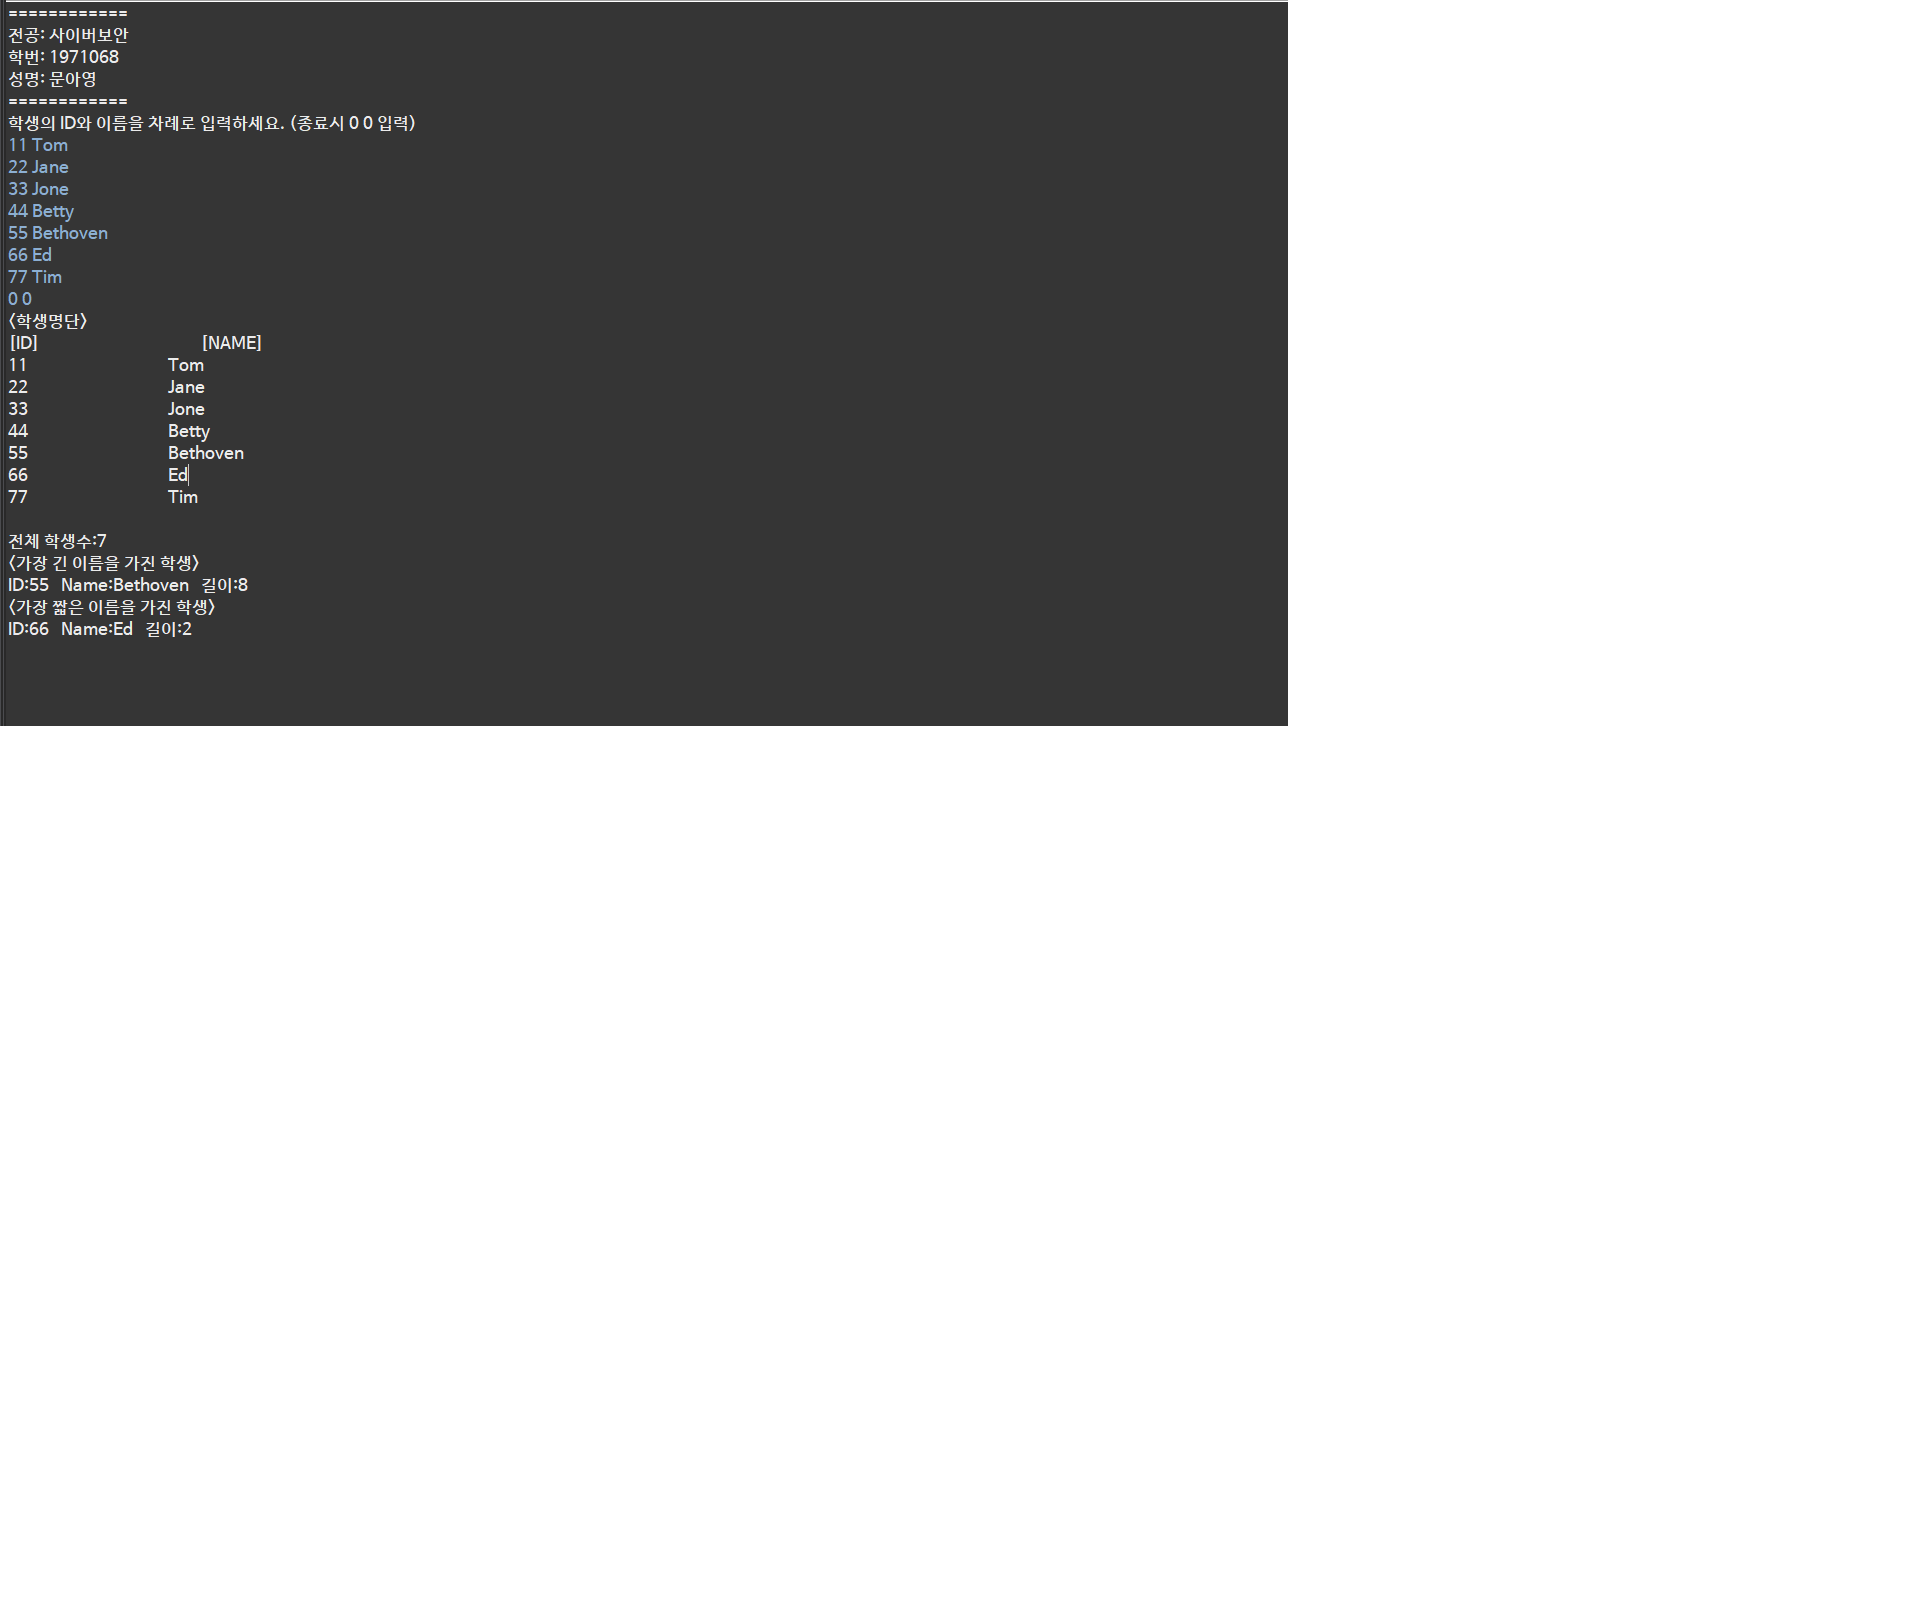 ============
전공: 사이버보안
학번: 1971068
성명: 문아영
============
학생의 ID와 이름을 차례로 입력하세요. (종료시 0 0 입력)
11 Tom
22 Jane
33 Jone
44 Betty
55 Bethoven
66 Ed
77 Tim
0 0
<학생명단>
[ID] [NAME]
11 Tom
22 Jane
33 Jone
44 Betty
55 Bethoven
66 Ed
77 Tim
전체 학생수:7
<가장 긴 이름을 가진 학생>
ID:55 Name:Bethoven 길이:8
<가장 짧은 이름을 가진 학생>
ID:66 Name:Ed 길이:2